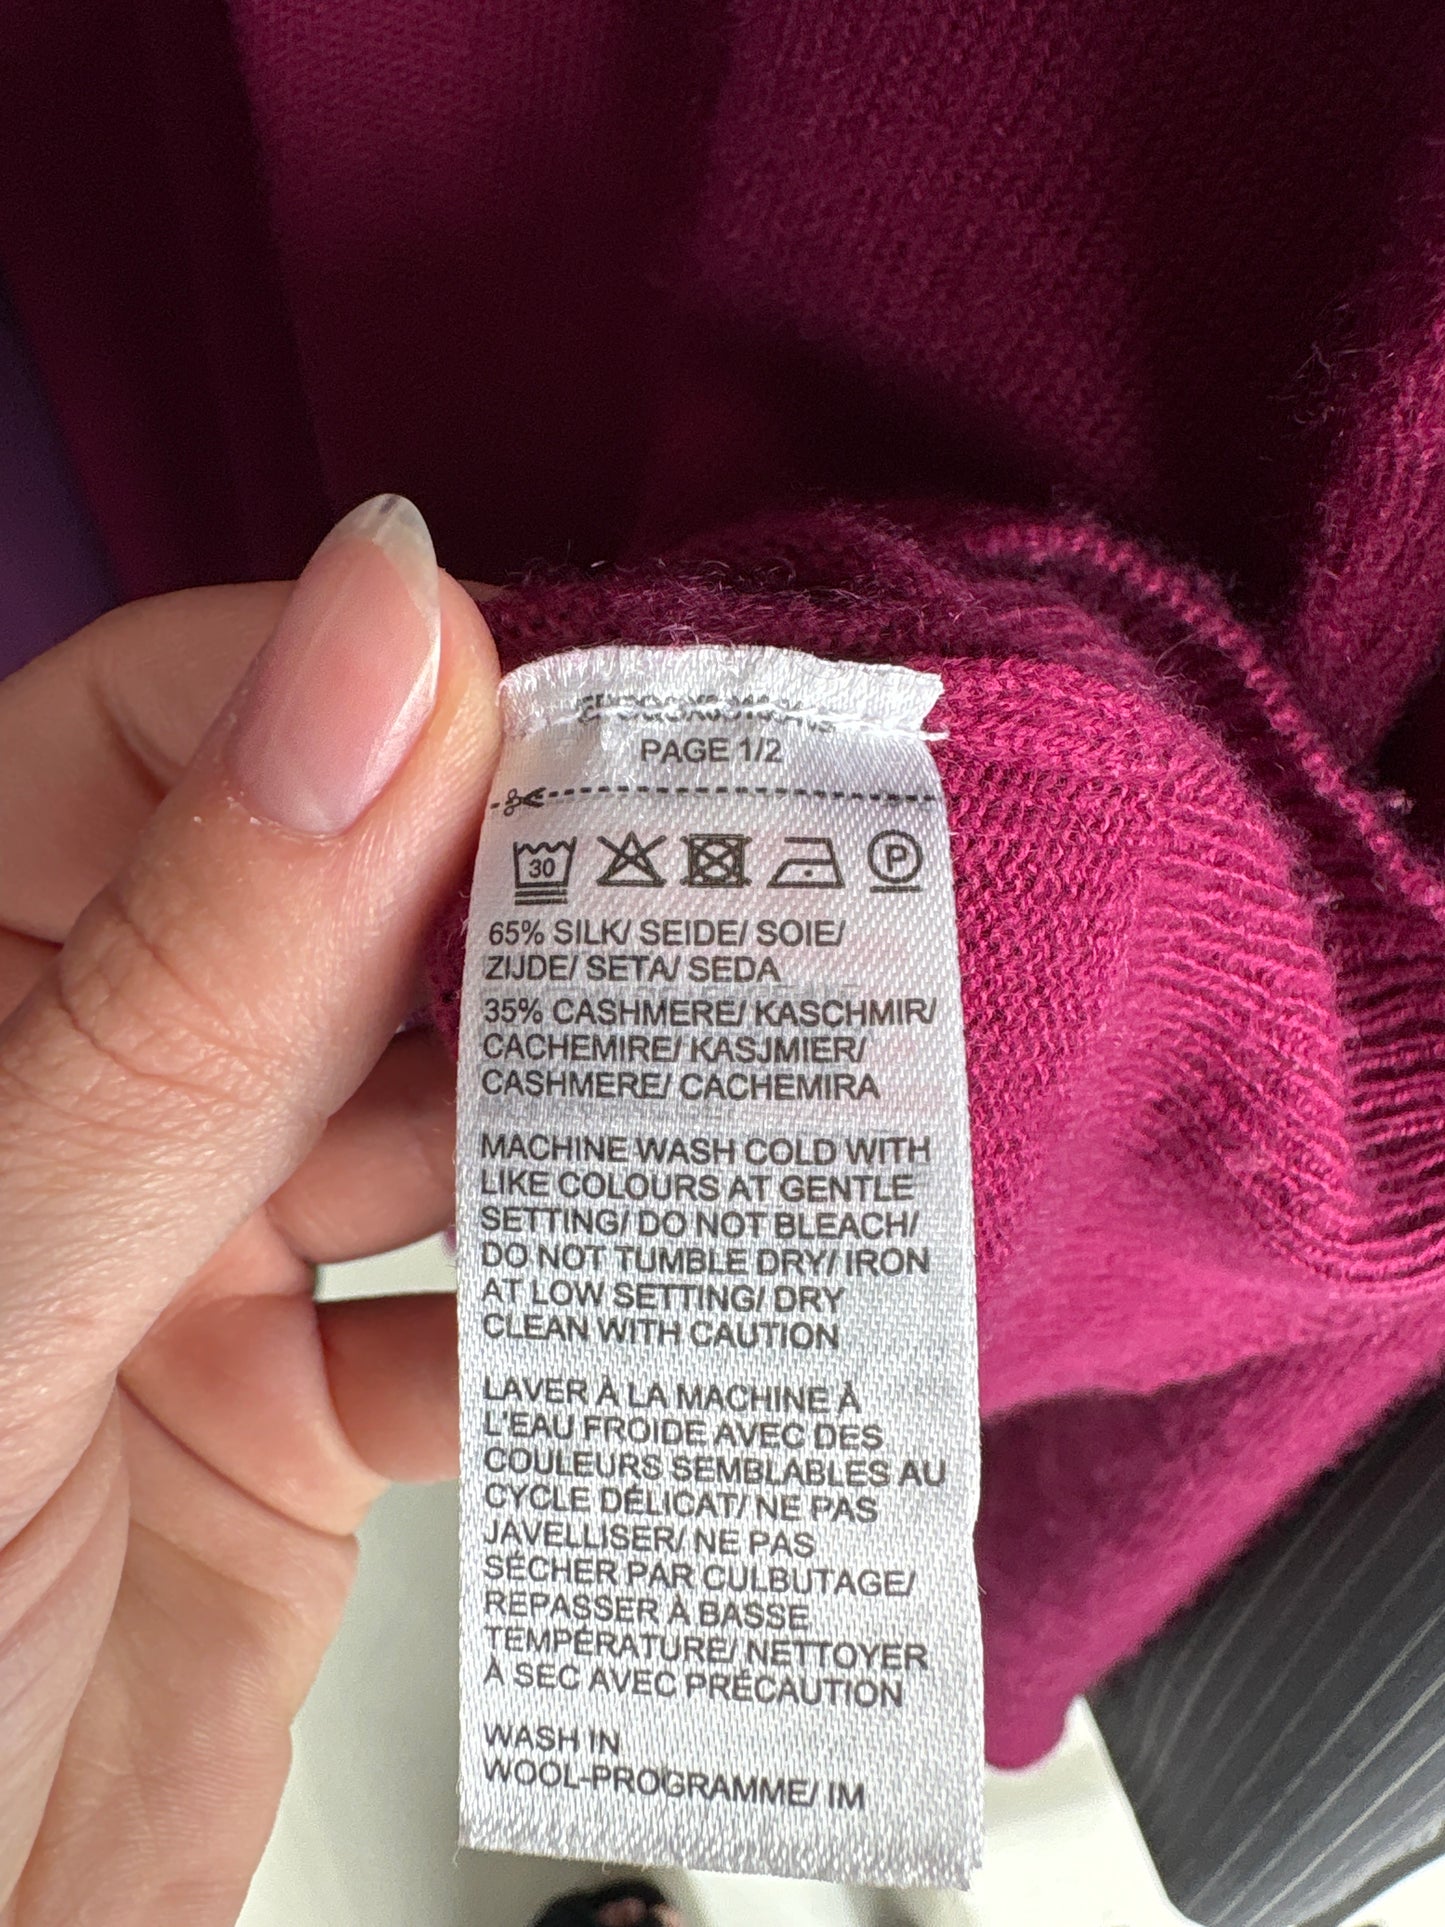 PAGE 1/2
30
P
65% SILK/ SEIDE/ SOIE/
ZIJDE/ SETA/ SEDA
35% CASHMERE/ KASCHMIR/
CACHEMIRE/ KASJMIER/
CASHMERE/ CACHEMIRA
MACHINE WASH COLD WITH
LIKE COLOURS AT GENTLE
SETTING/ DO NOT BLEACH/
DO NOT TUMBLE DRY/ IRON
AT LOW SETTING/ DRY
CLEAN WITH CAUTION
LAVER À LA MACHINE À
L'EAU FROIDE AVEC DES
COULEURS SEMBLABLES AU
CYCLE DÉLICAT/ NE PAS
JAVELLISER/ NE PAS
SÉCHER PAR CULBUTAGE/
REPASSER À BASSE
TEMPÉRATURE/ NETTOYER
À SEC AVEC PRÉCAUTION
WASH IN
WOOL-PROGRAMME/ IM